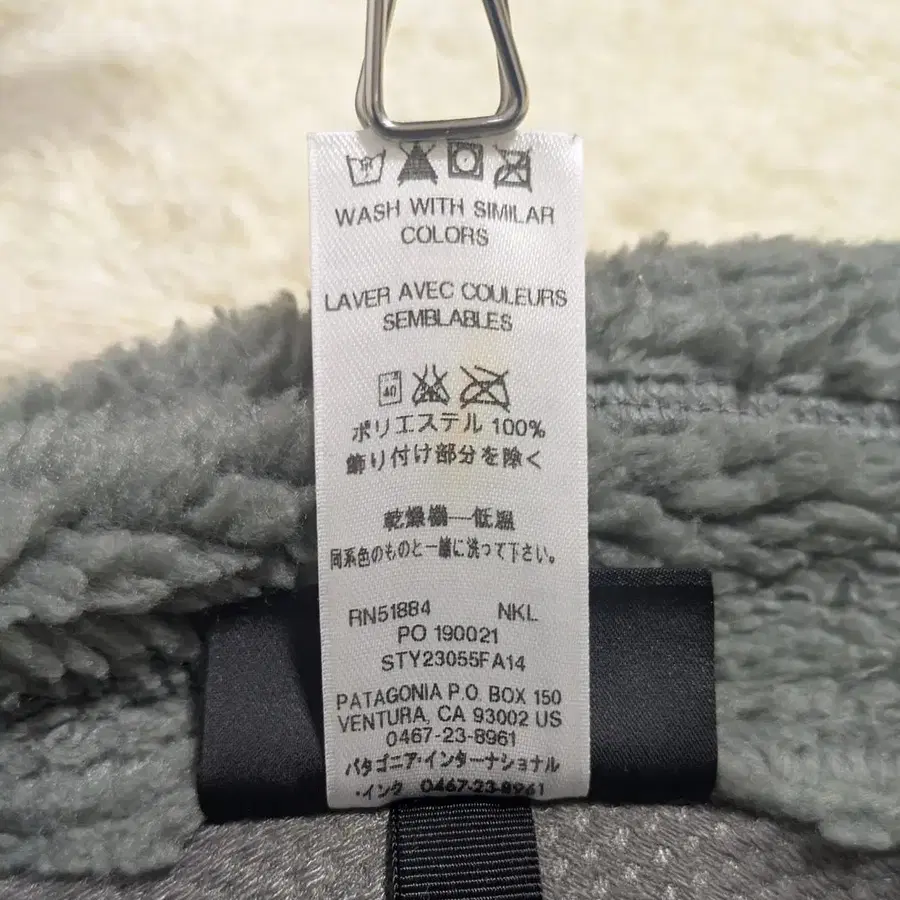 WASH WITH SIMILAR
COLORS
LAVER AVEC COULEURS
SEMBLABLES
40
ポリエステル 100%
飾り付け部分を除く
乾燥機—低温
同系色のものと一緒に洗って下さい。
RN51884 NKL
PO 190021
STY23055FA14
PATAGONIA P.O. BOX 150
VENTURA, CA 93002 US
0467-23-8961
パタゴニア・インターナショナル
・インク 0467-23-8961